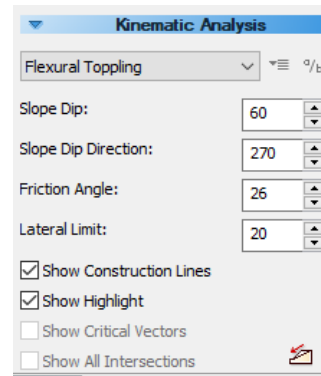 Kinematic Analysis
Flexural Toppling
Slope Dip: 60
Slope Dip Direction: 270
Friction Angle: 26
Lateral Limit: 20
Show Construction Lines
Show Highlight
Show Critical Vectors
Show All Intersections